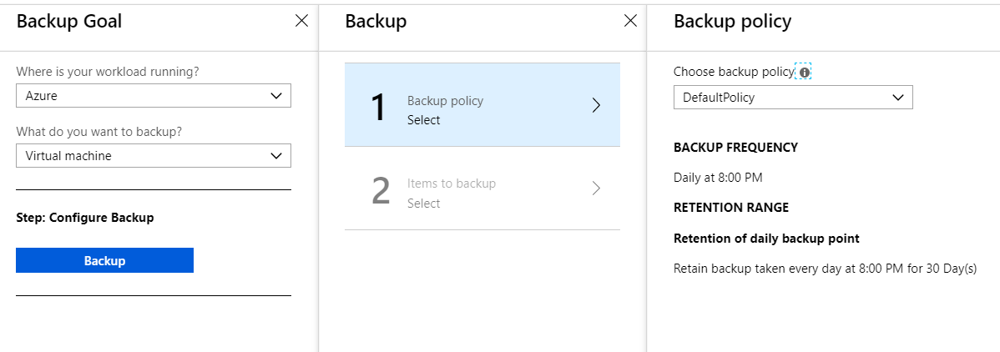 Backup Goal
Where is your workload running?
Azure
What do you want to backup?
Virtual machine
Step: Configure Backup
Backup
Backup
1
Backup policy
Select
2
Items to backup
Select
Backup policy
Choose backup policy
DefaultPolicy
BACKUP FREQUENCY
Daily at 8:00 PM
RETENTION RANGE
Retention of daily backup point
Retain backup taken every day at 8:00 PM for 30 Day(s)